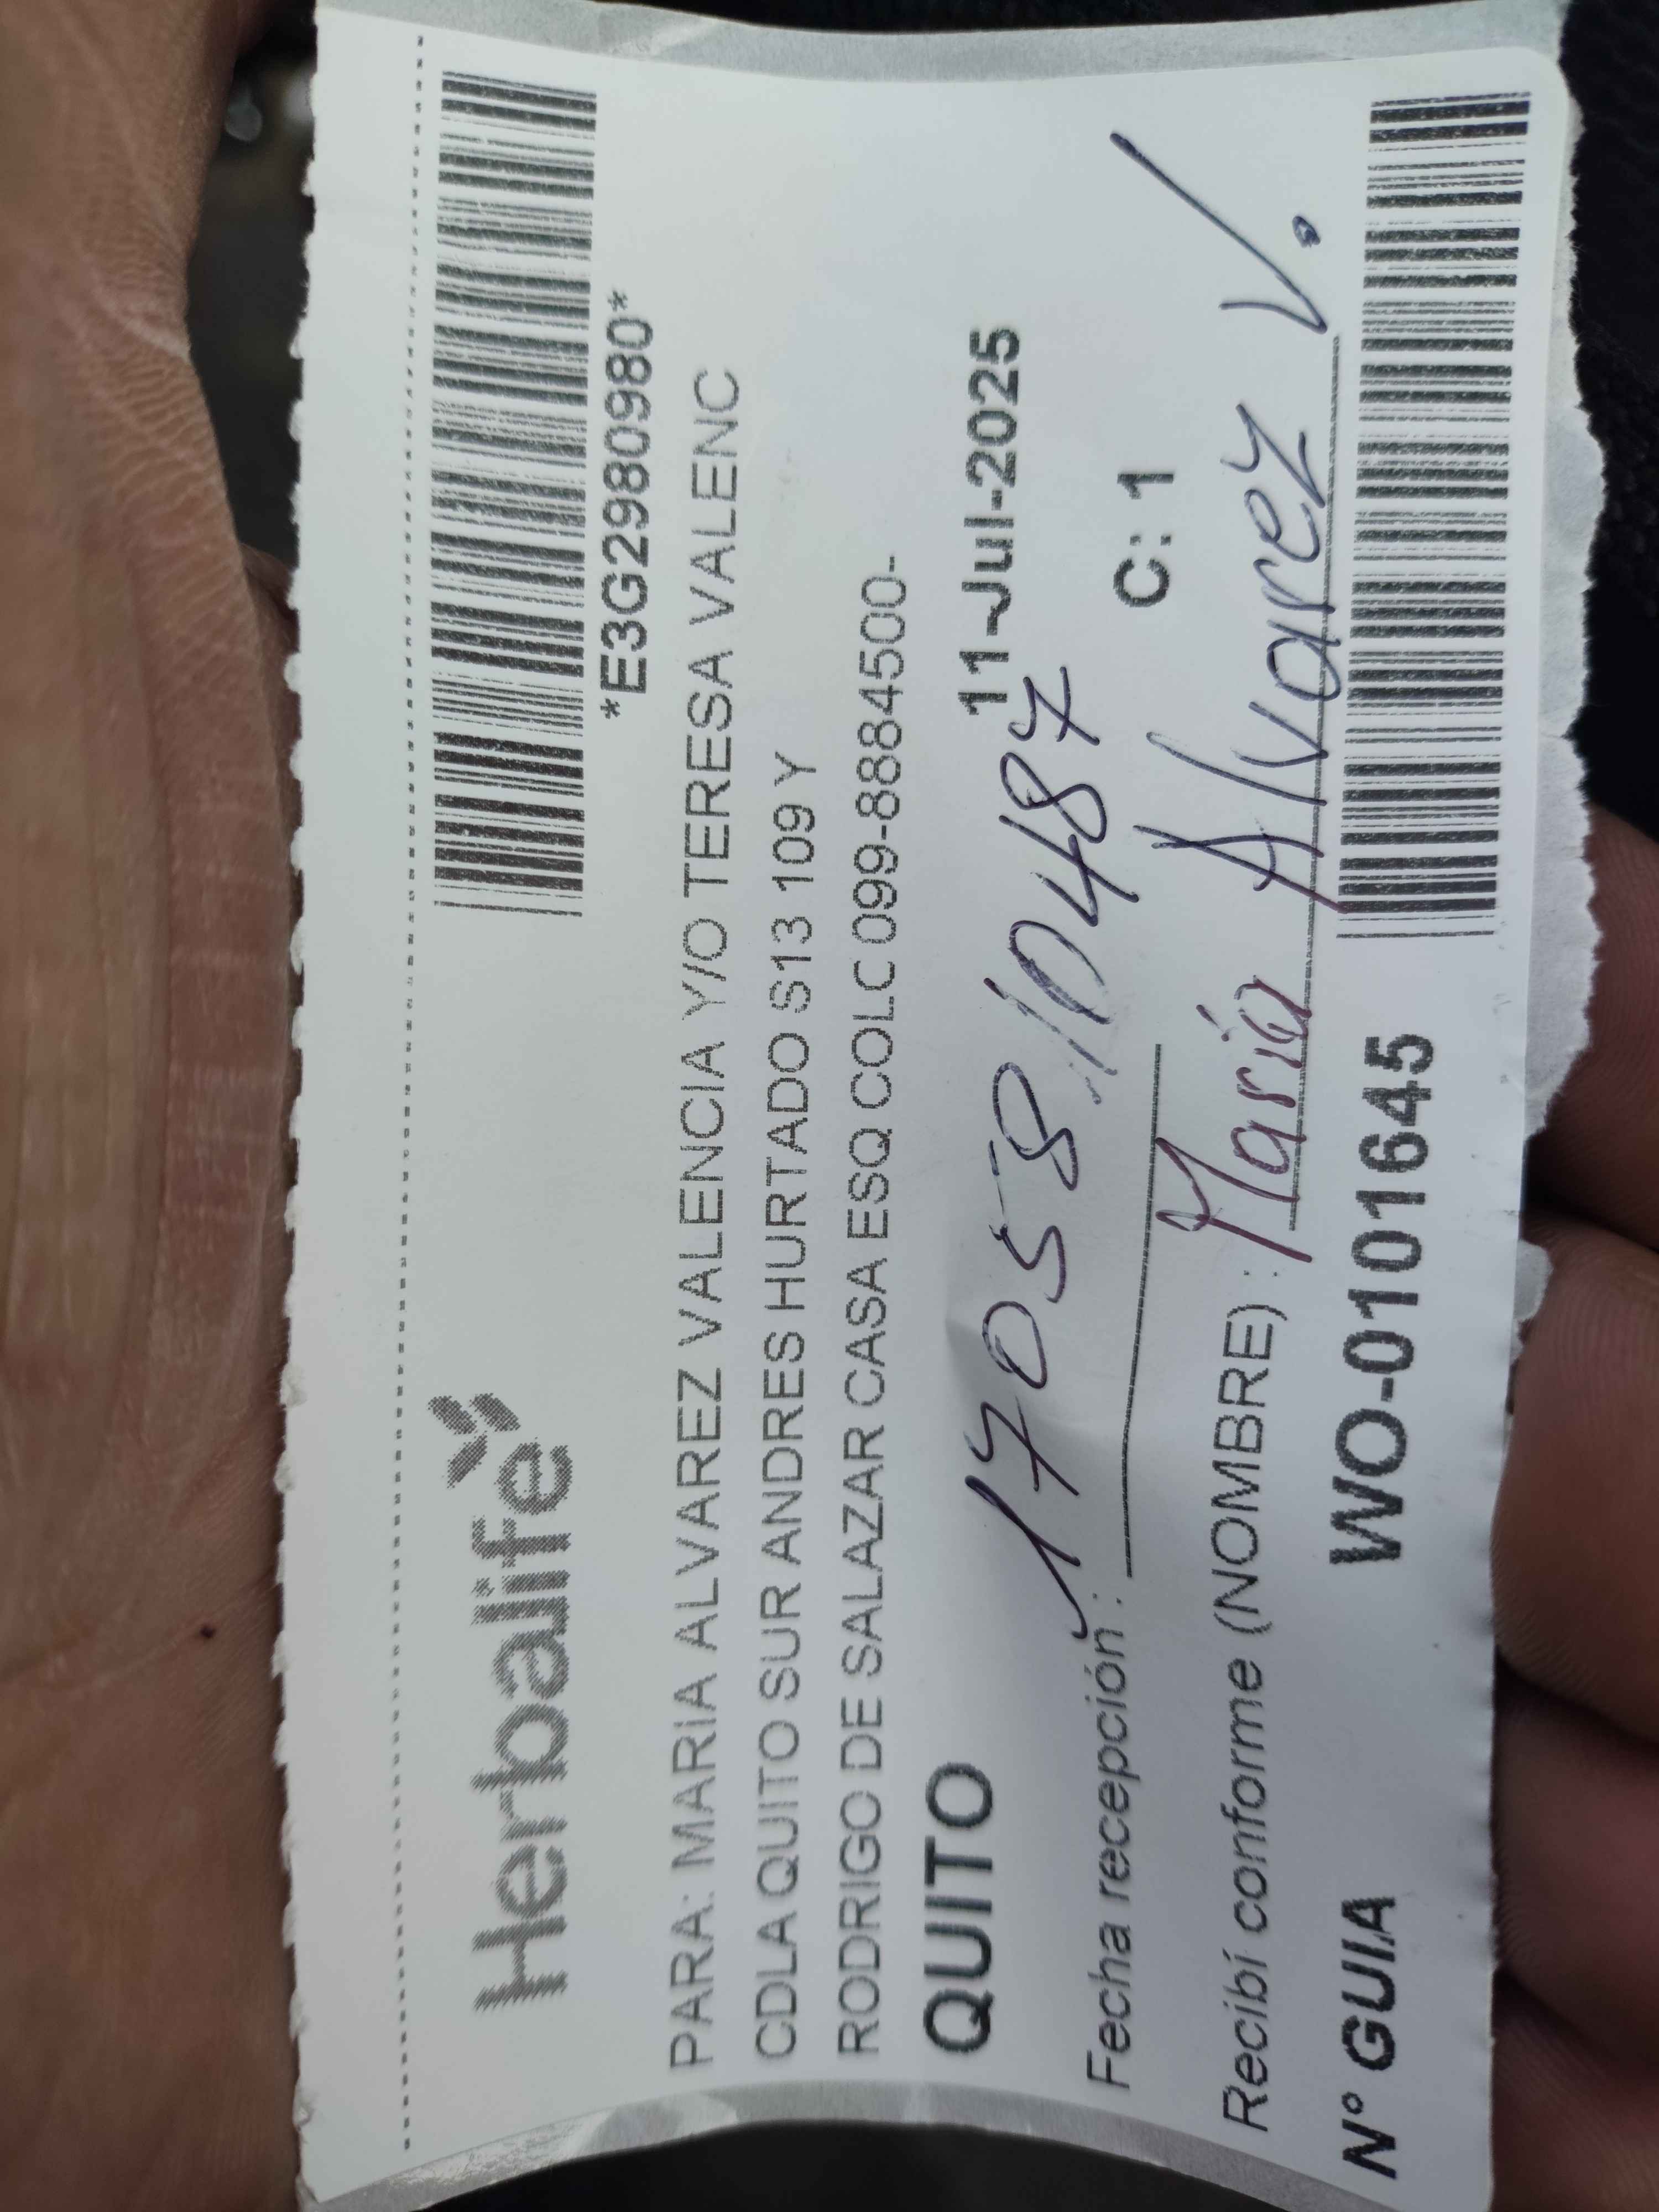 Herbalife
*E3G2980980*
PARA: MARIA ALVAREZ VALENCIA Y/O TERESA VALENC
CDLA QUITO SUR ANDRES HURTADO S13 109 Y
RODRIGO DE SALAZAR CASA ESQ COLC 099-8884500-
QUITO 11-Jul-2025
Fecha recepción : 1705810487
C: 1
Recibí conforme (NOMBRE) : María Alvarez V.
N° GUIA WO-0101645